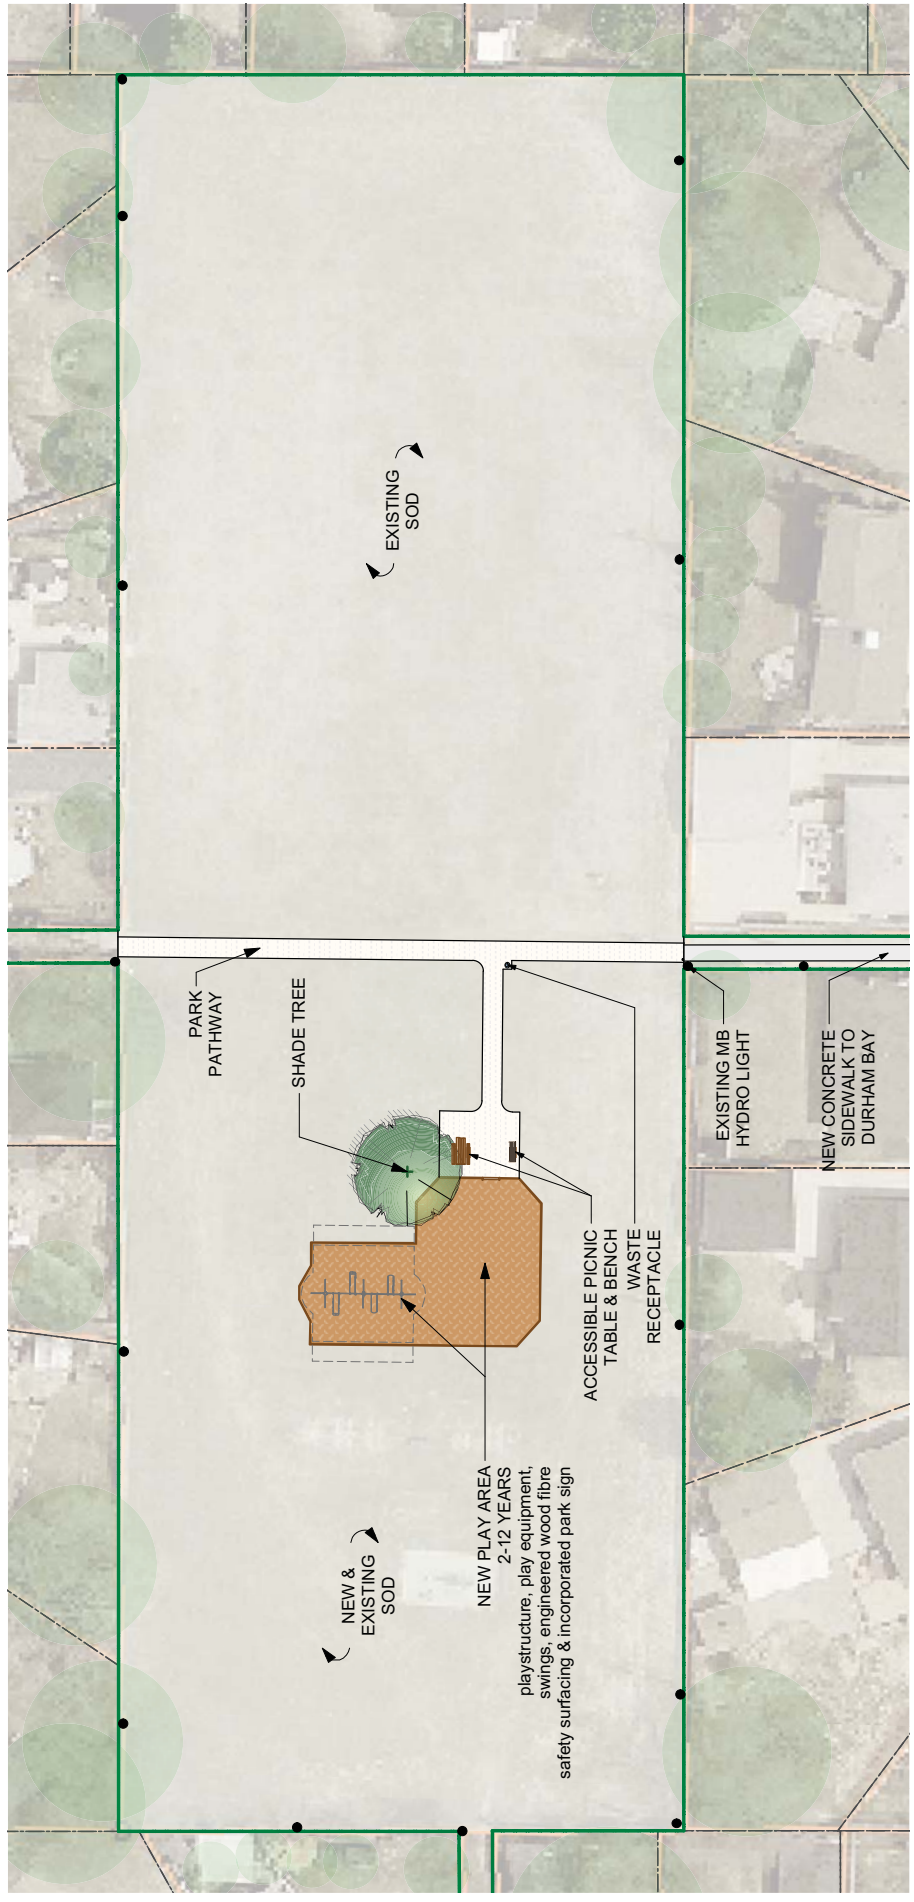 EXISTING
SOD
PARK
PATHWAY
SHADE TREE
EXISTING MB
HYDRO LIGHT
NEW CONCRETE
SIDEWALK TO
DURHAM BAY
ACCESSIBLE PICNIC
TABLE & BENCH
WASTE
RECEPTACLE
NEW PLAY AREA
2-12 YEARS
playstructure, play equipment,
swings, engineered wood fibre
safety surfacing & incorporated park sign
NEW &
EXISTING
SOD